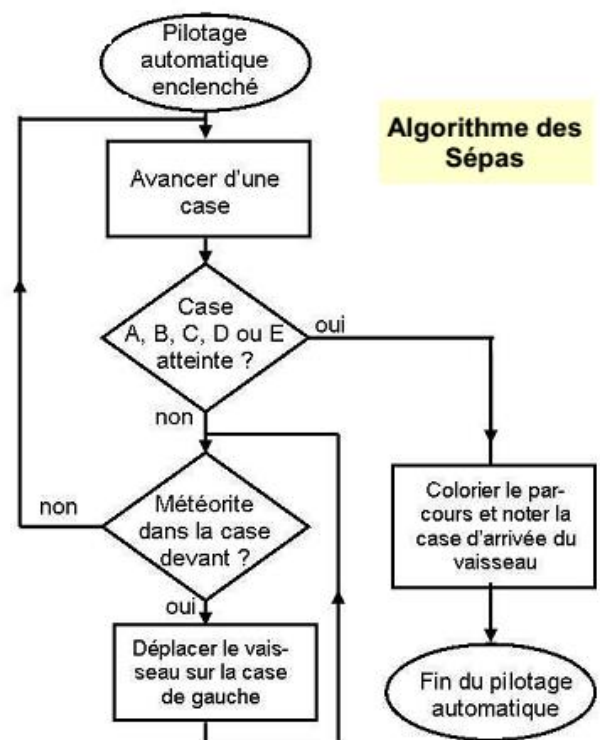 Pilotage
automatique
enclenché
Algorithme des
Sépas
Avancer d'une
case
Case
A, B, C, D ou E
atteinte ?
oui
non
Météorite
dans la case
devant ?
non
oui
Déplacer le vais-
seau sur la case
de gauche
Colorier le par-
cours et noter la
case d'arrivée du
vaisseau
Fin du pilotage
automatique